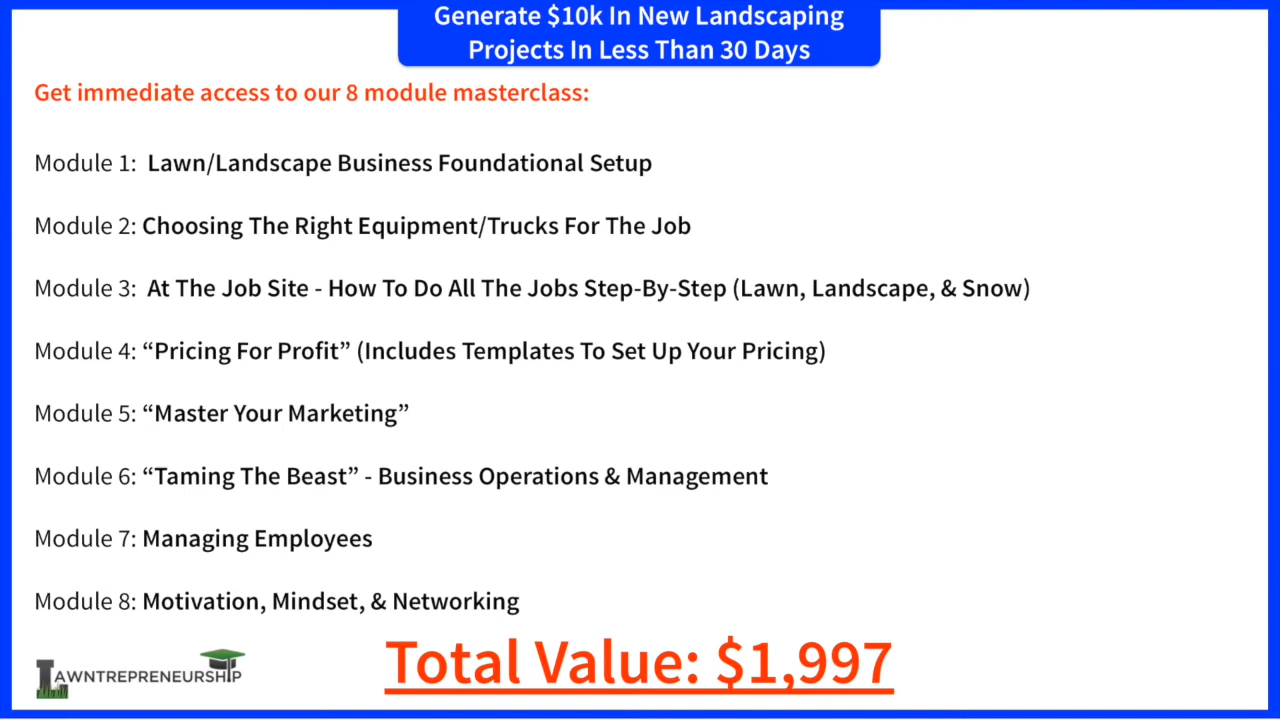 Generate $10k In New Landscaping
Projects In Less Than 30 Days
Get immediate access to our 8 module masterclass:
Module 1: Lawn/Landscape Business Foundational Setup
Module 2: Choosing The Right Equipment/Trucks For The Job
Module 3: At The Job Site - How To Do All The Jobs Step-By-Step (Lawn, Landscape, & Snow)
Module 4: “Pricing For Profit” (Includes Templates To Set Up Your Pricing)
Module 5: “Master Your Marketing”
Module 6: “Taming The Beast” - Business Operations & Management
Module 7: Managing Employees
Module 8: Motivation, Mindset, & Networking
LAWNTREPRENEURSHIP
Total Value: $1,997